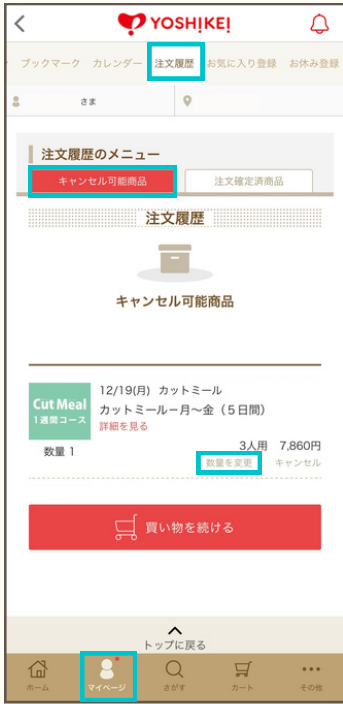 YOSHIKEI
ブックマーク カレンダー 注文履歴 お気に入り登録 お休み登録
さま
注文履歴のメニュー
キャンセル可能商品 注文確定済商品
注文履歴
キャンセル可能商品
Cut Meal
1週間コース
12/19(月) カットミール
カットミールー月～金（５日間）
詳細を見る
数量 1
3人用 7,860円
数量を変更 キャンセル
買い物を続ける
トップに戻る
ホーム マイページ さがす カート その他